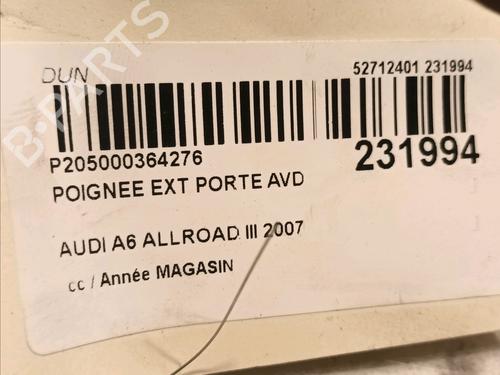 DUN
52712401 231994
P205000364276
231994
POIGNEE EXT PORTE AVD
AUDI A6 ALLROAD III 2007
cc / Année MAGASIN
B-PARTS